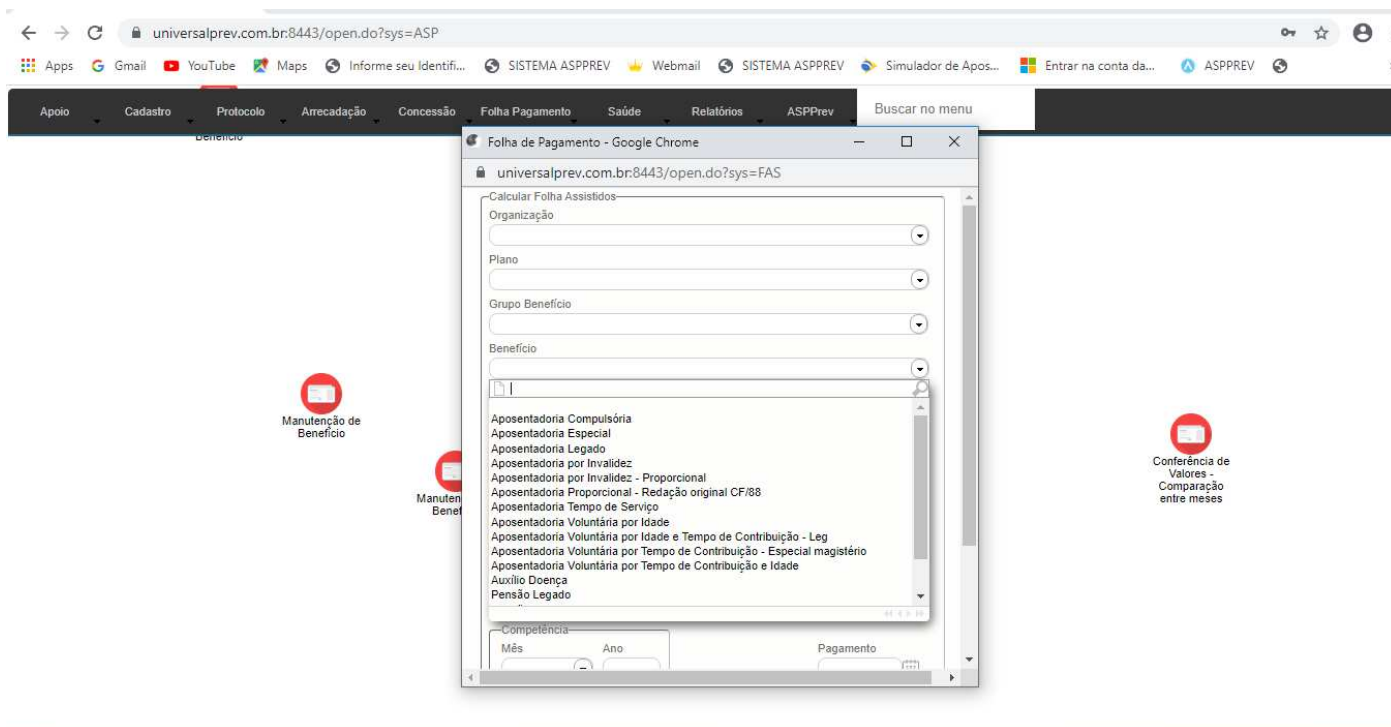 universalprev.com.br:8443/open.do?sys=ASP
Apps Gmail YouTube Maps Informe seu Identifi... SISTEMA ASPPREV Webmail SISTEMA ASPPREV Simulador de Apos... Entrar na conta da... ASPPREV
Apoio Cadastro Protocolo Arrecadação Concessão Folha Pagamento Saúde Relatórios ASPPrev Buscar no menu
Benefício
Folha de Pagamento - Google Chrome
universalprev.com.br:8443/open.do?sys=FAS
Calcular Folha Assistidos
Organização
Plano
Grupo Benefício
Benefício
Aposentadoria Compulsória
Aposentadoria Especial
Aposentadoria Legado
Aposentadoria por Invalidez
Aposentadoria por Invalidez - Proporcional
Aposentadoria Proporcional - Redação original CF/88
Aposentadoria Tempo de Serviço
Aposentadoria Voluntária por Idade
Aposentadoria Voluntária por Idade e Tempo de Contribuição - Leg
Aposentadoria Voluntária por Tempo de Contribuição - Especial magistério
Aposentadoria Voluntária por Tempo de Contribuição e Idade
Auxílio Doença
Pensão Legado
Competência
Mês Ano Pagamento
Manutenção de
Benefício
Manuten
Benef
Conferência de
Valores -
Comparação
entre meses